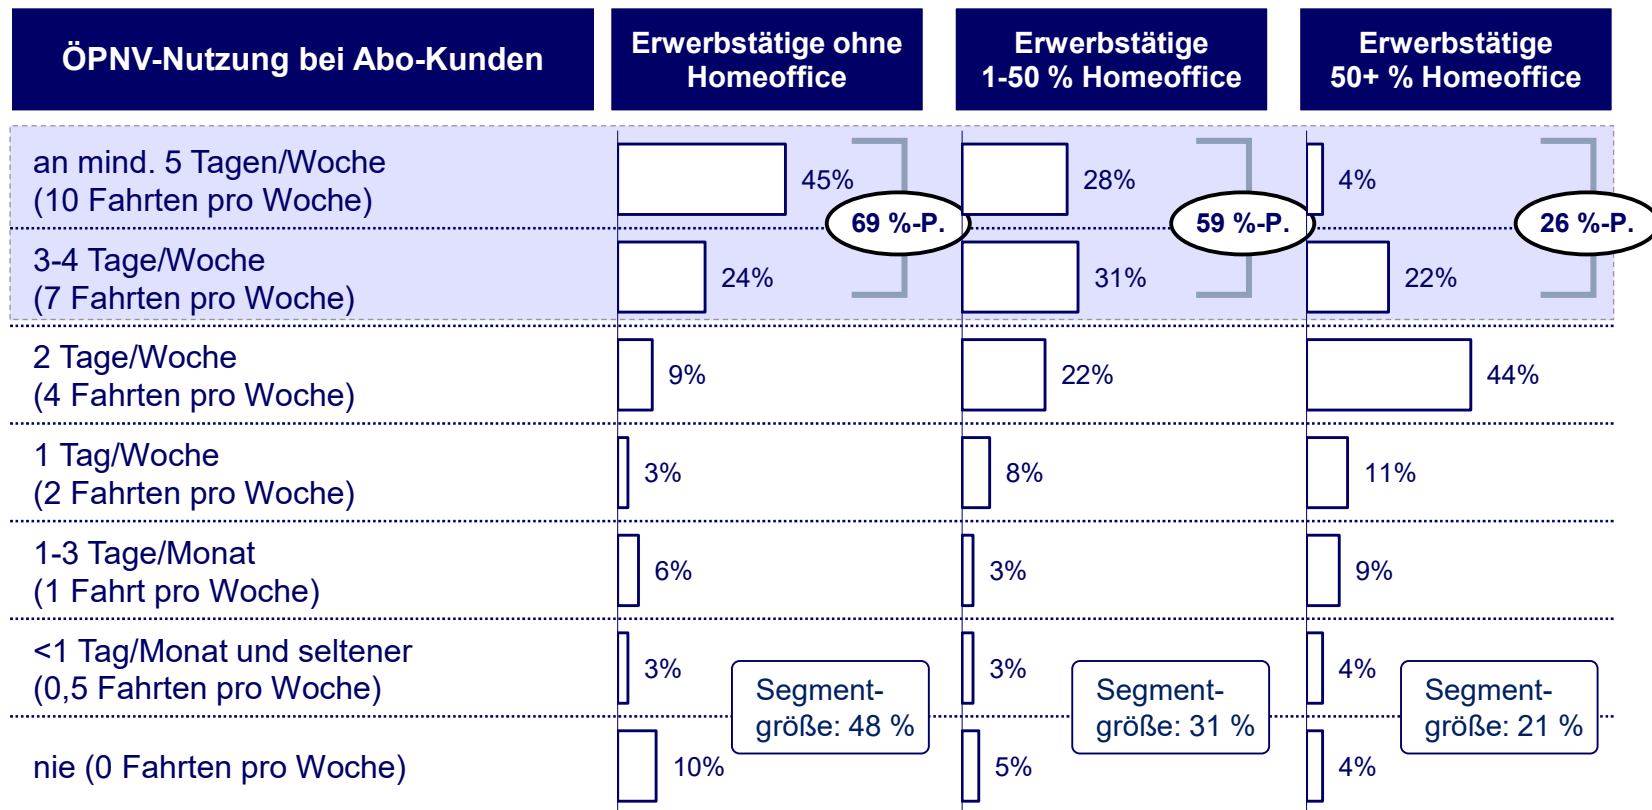 ÖPNV-Nutzung bei Abo-Kunden
Erwerbstätige ohne
Homeoffice
Erwerbstätige
1-50 % Homeoffice
Erwerbstätige
50+ % Homeoffice
an mind. 5 Tagen/Woche
(10 Fahrten pro Woche)
45%
28%
4%
69 %-P.
59 %-P.
26 %-P.
3-4 Tage/Woche
(7 Fahrten pro Woche)
24%
31%
22%
2 Tage/Woche
(4 Fahrten pro Woche)
9%
22%
44%
1 Tag/Woche
(2 Fahrten pro Woche)
3%
8%
11%
1-3 Tage/Monat
(1 Fahrt pro Woche)
6%
3%
9%
<1 Tag/Monat und seltener
(0,5 Fahrten pro Woche)
3%
3%
4%
Segment-
größe: 48 %
Segment-
größe: 31 %
Segment-
größe: 21 %
nie (0 Fahrten pro Woche)
10%
5%
4%